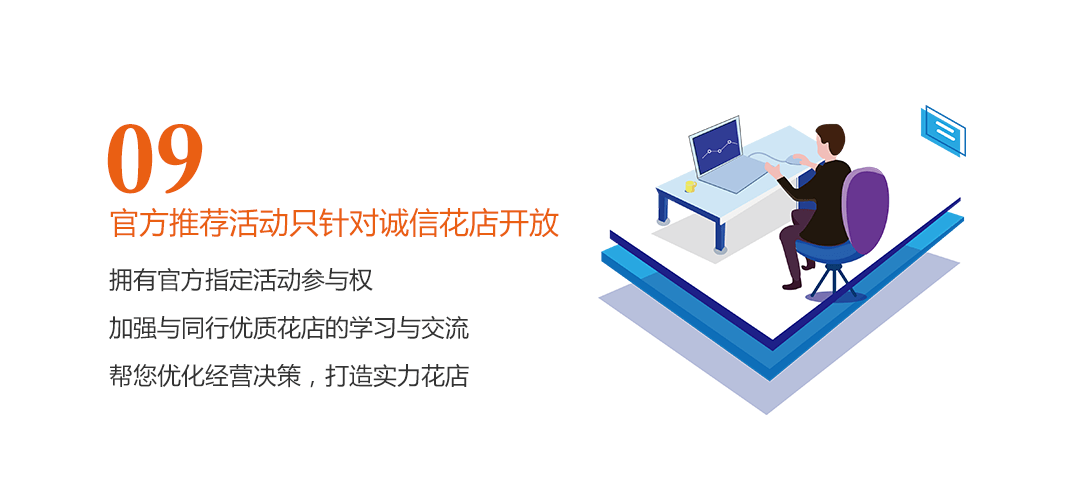 09
官方推荐活动只针对诚信花店开放
拥有官方指定活动参与权
加强与同行优质花店的学习与交流
帮您优化经营决策，打造实力花店